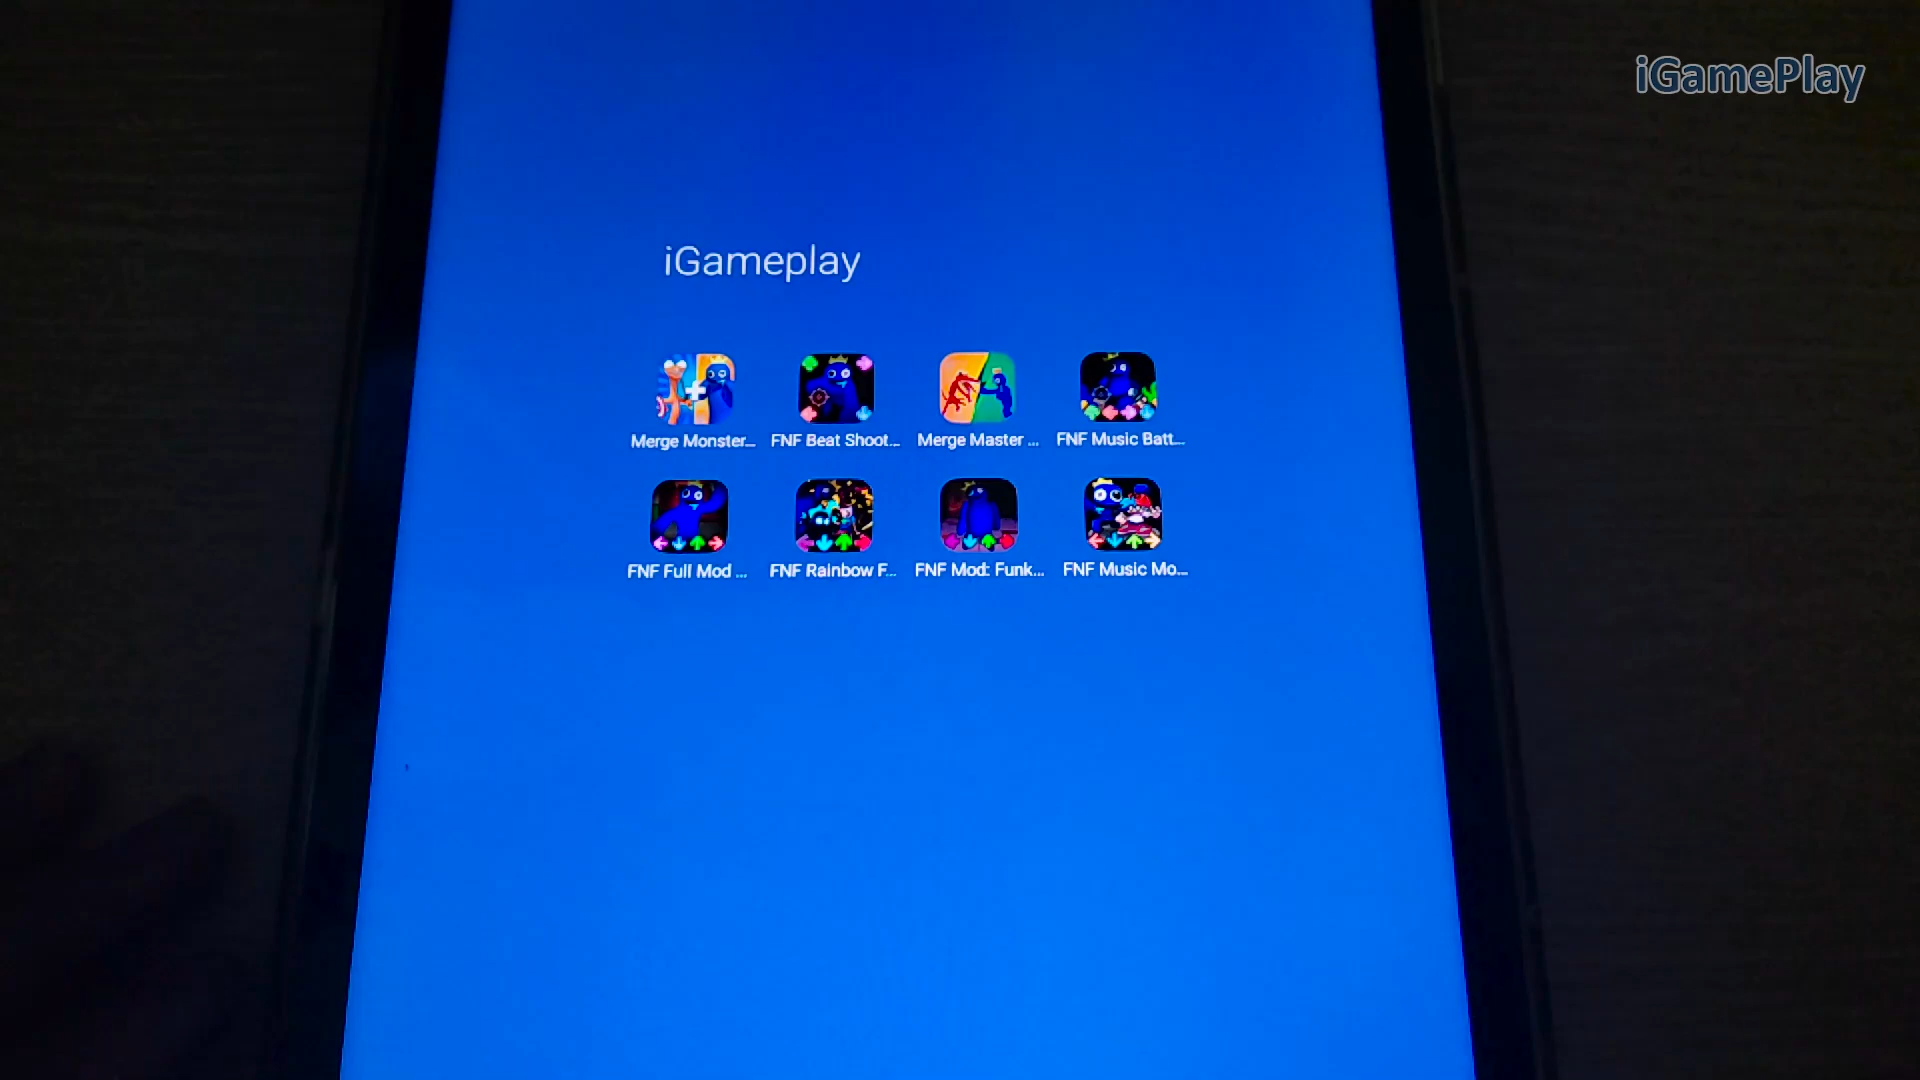 iGamePlay
iGameplay
Merge Monster... FNF Beat Shoot... Merge Master ... FNF Music Batt...
FNF Full Mod ... FNF Rainbow F... FNF Mod: Funk... FNF Music Mo...